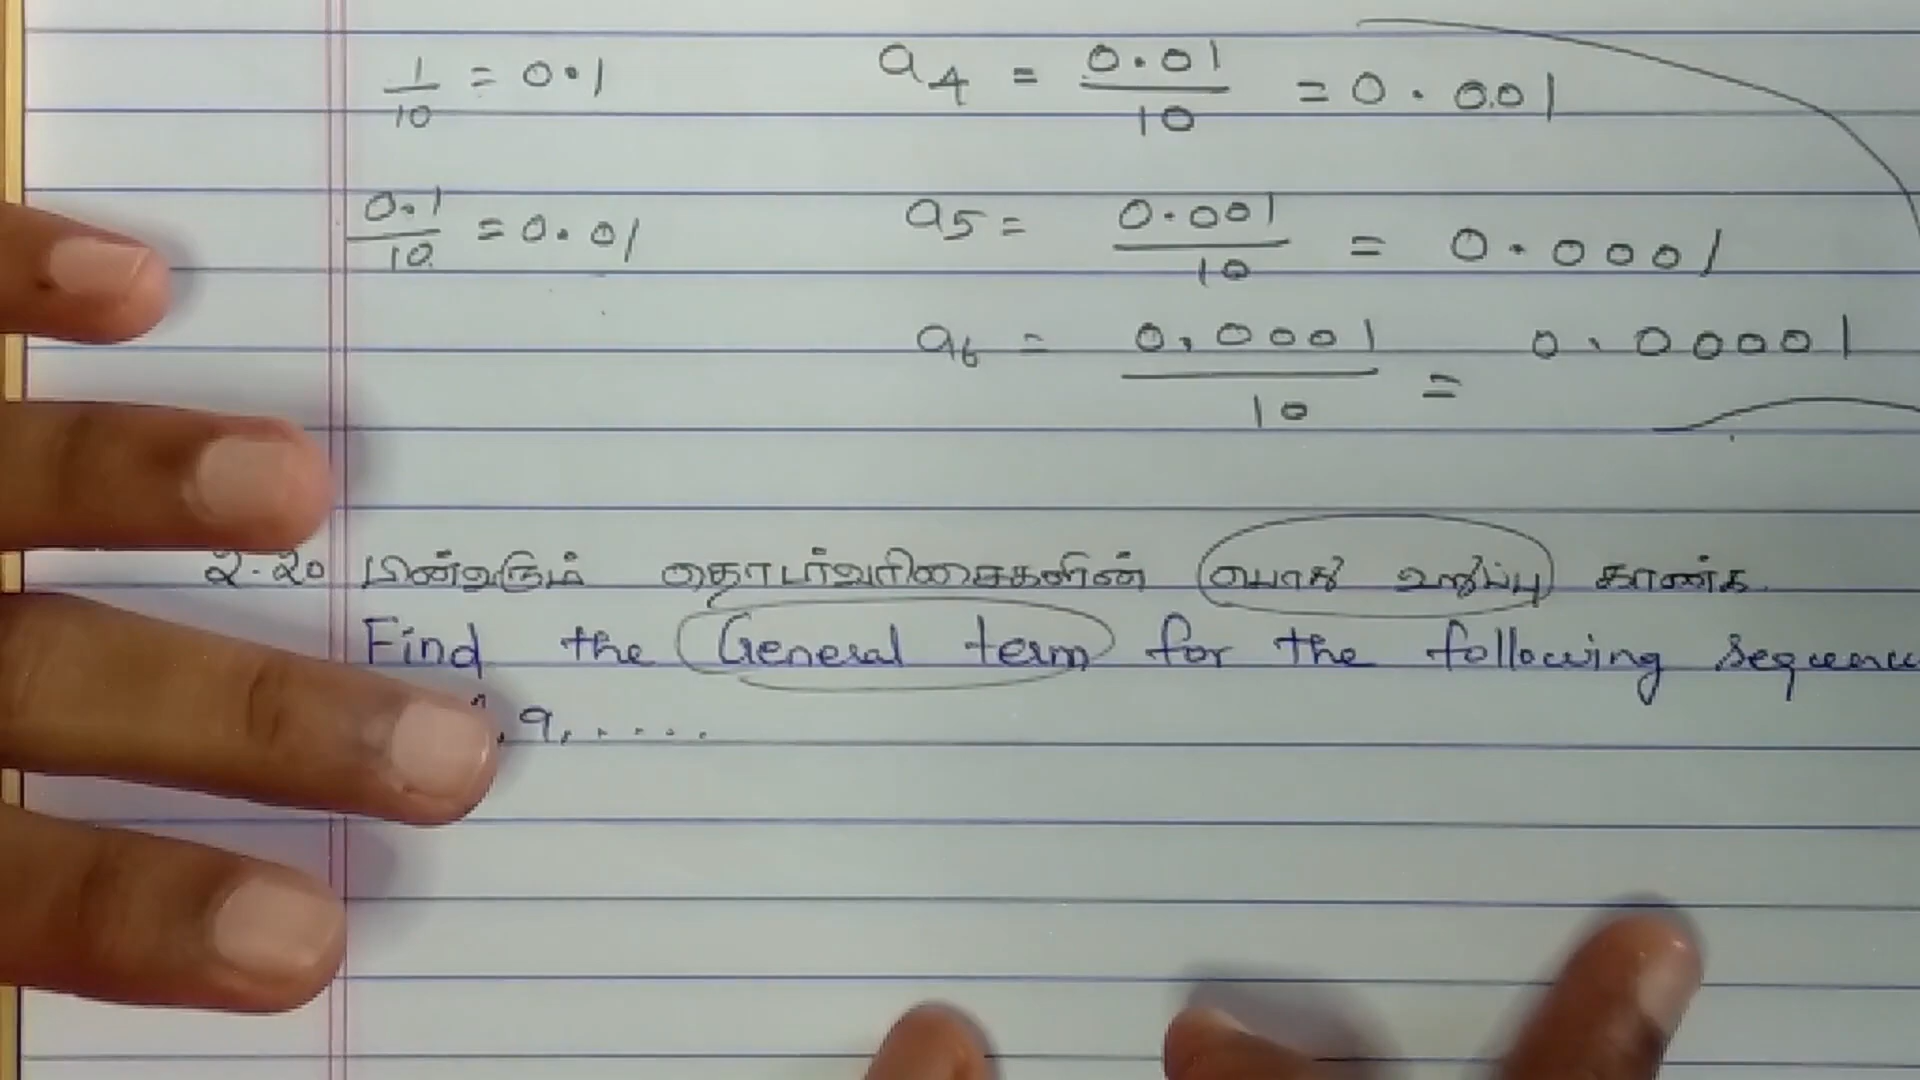 1/10 = 0.1
a4 = 0.01/10 = 0.001
0.1/10 = 0.01
a5 = 0.001/10 = 0.0001
a6 = 0.0001/10 = 0.00001
2.20 பின்வரும் தொடர்வரிசைகளின் பொது உறுப்பு காண்க
Find the General term for the following sequenc
, 9, .....